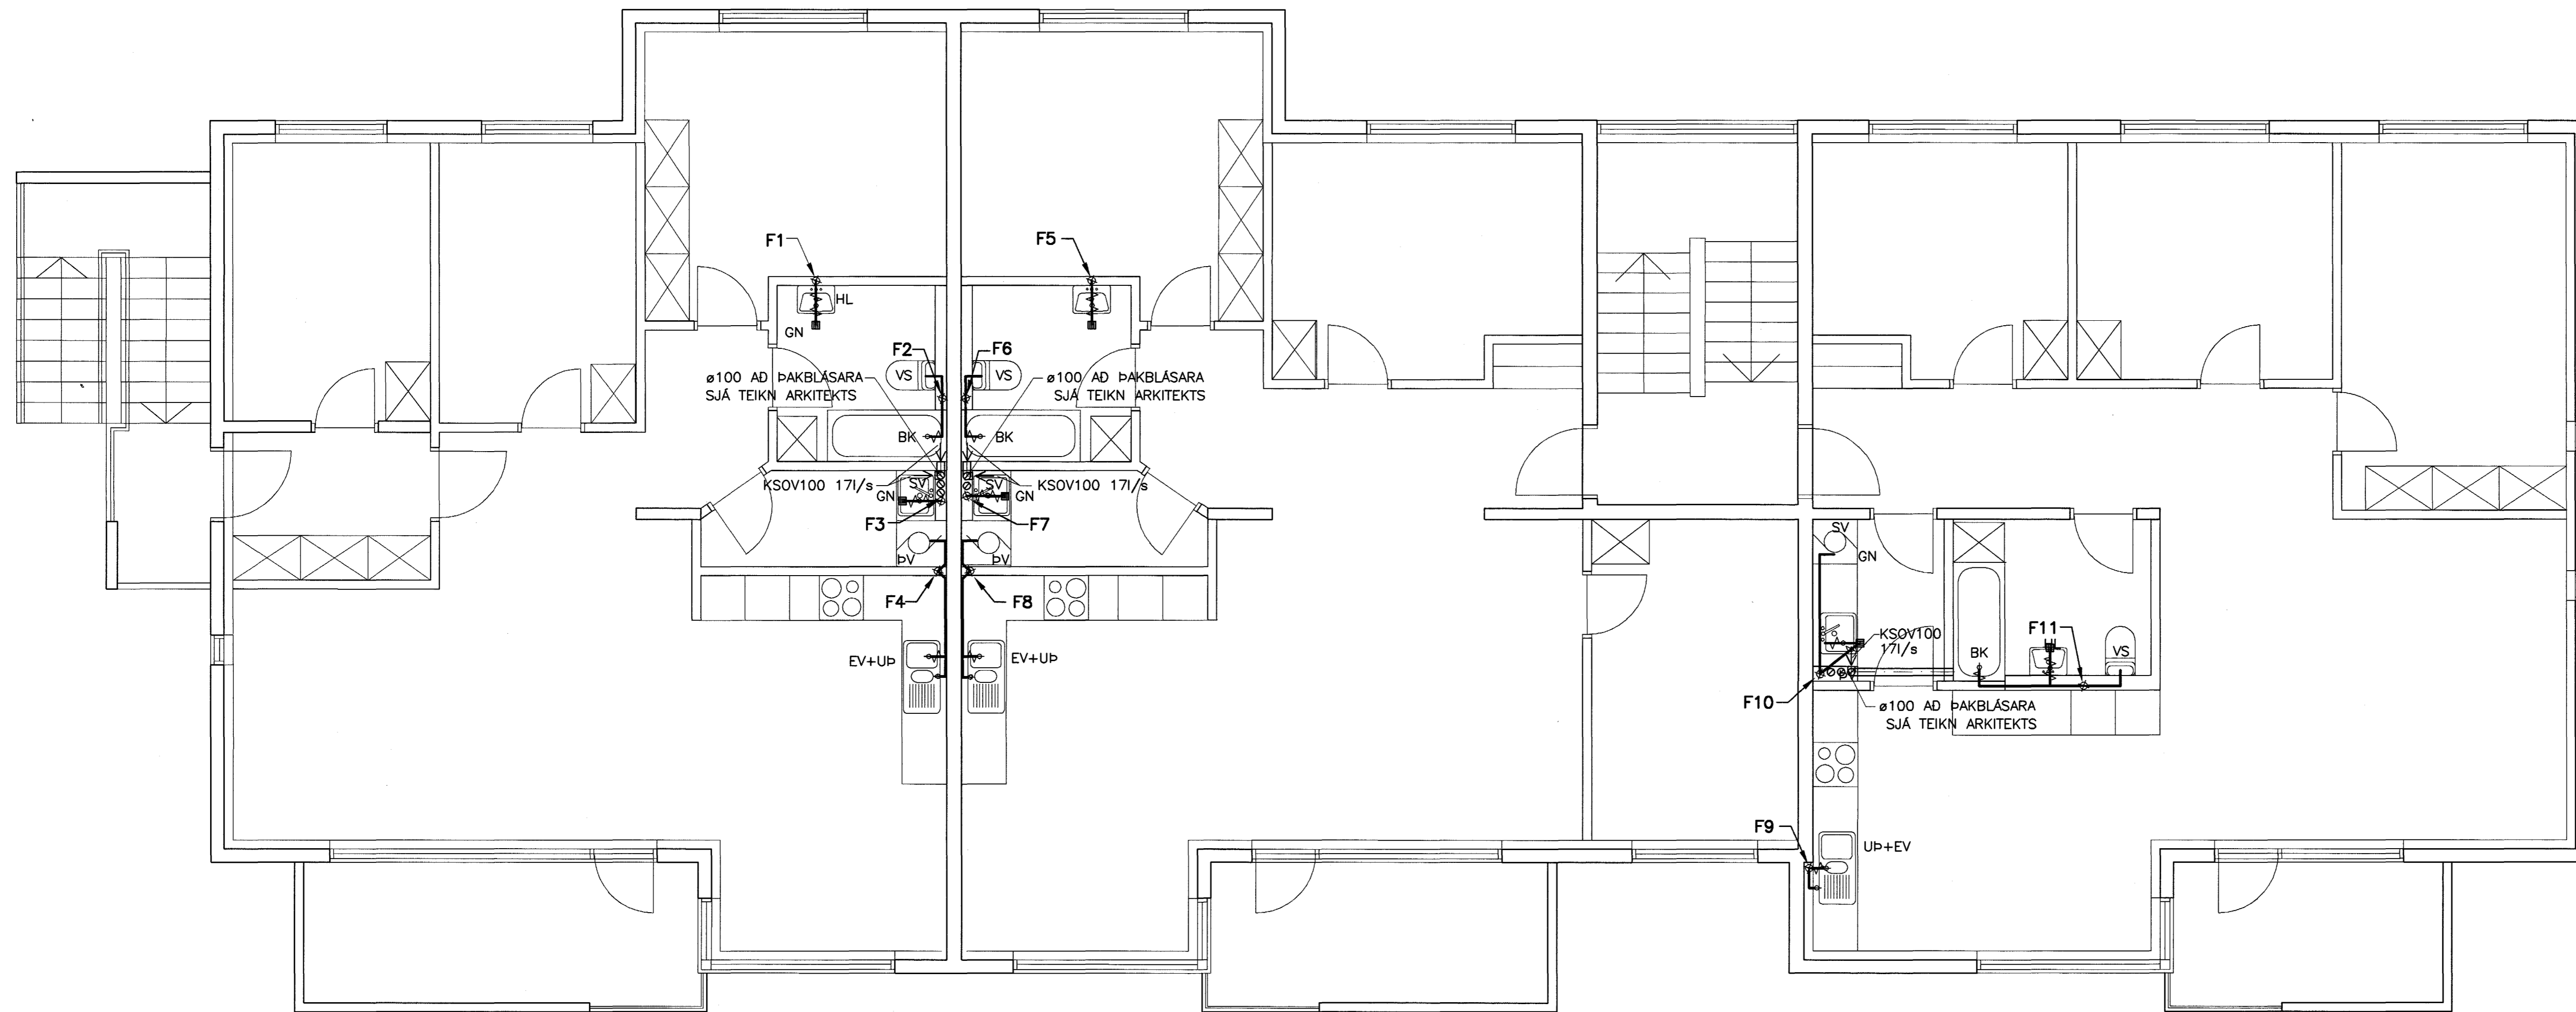 F1
F5
HL
GN
F2
F6
VS
VS
ø100 AÐ ÞAKBLÁSARA
SJÁ TEIKN ARKITEKTS
ø100 AÐ ÞAKBLÁSARA
SJÁ TEIKN ARKITEKTS
BK
BK
KSOV100 17l/s
SV
SV
KSOV100 17l/s
GN
GN
F3
F7
ÞV
ÞV
F4
F8
EV+UÞ
EV+UÞ
SV
GN
KSOV100
17l/s
F11
BK
VS
F10
ø100 AÐ ÞAKBLÁSARA
SJÁ TEIKN ARKITEKTS
F9
UÞ+EV